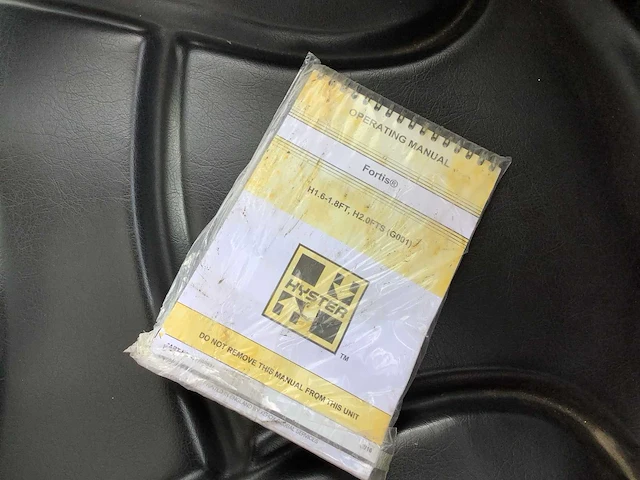 OPERATING MANUAL
Fortis®
H1.6-1.8FT, H2.0FTS (G001)
HYSTER
TM
DO NOT REMOVE THIS MANUAL FROM THIS UNIT